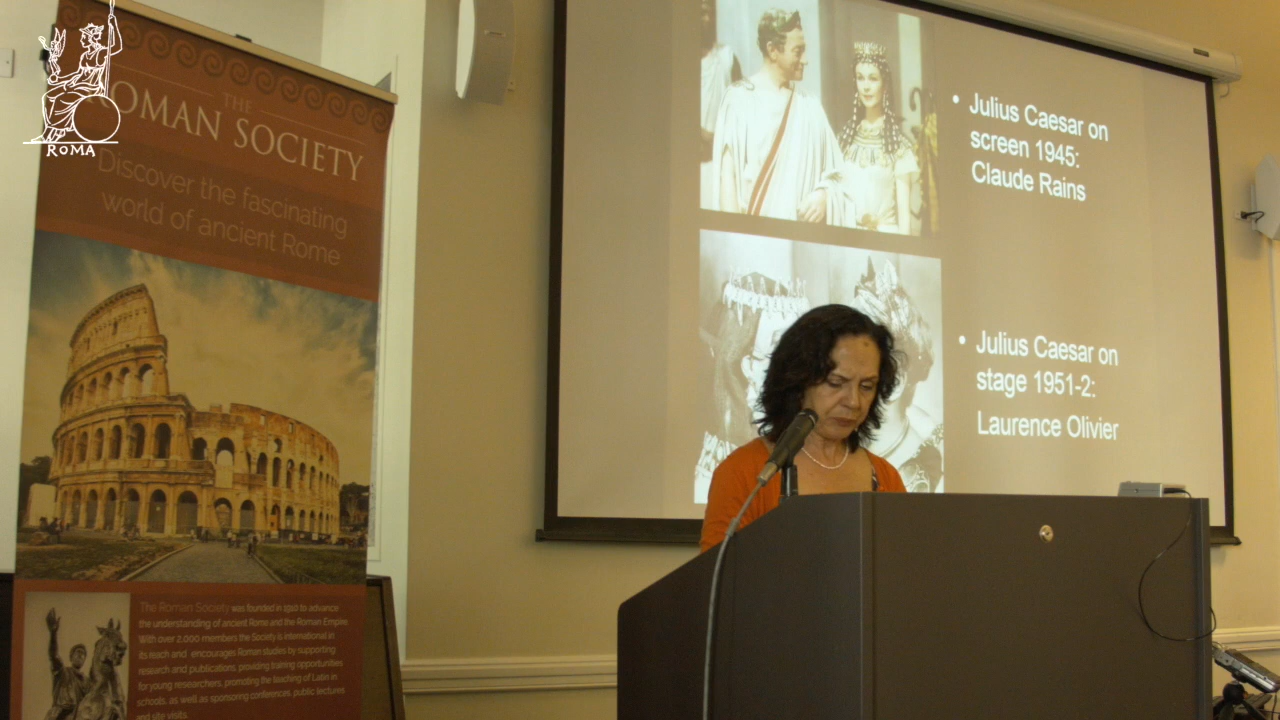 ROMA
THE
ROMAN SOCIETY
Discover the fascinating
world of ancient Rome
The Roman Society was founded in 1910 to advance
the understanding of ancient Rome and the Roman Empire
With over 2,000 members the Society is international in
its reach and encourages Roman studies by supporting
research and publications, providing training opportunities
for young researchers, promoting the teaching of Latin in
schools, as well as sponsoring conferences, public lectures
and site visits.
• Julius Caesar on
screen 1945:
Claude Rains
• Julius Caesar on
stage 1951-2:
Laurence Olivier